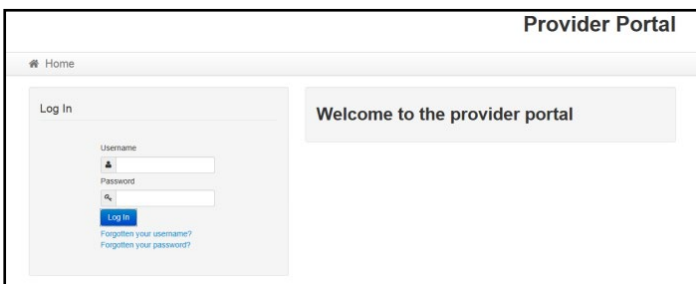 Provider Portal
Home
Log In
Welcome to the provider portal
Username
Password
Log In
Forgotten your username?
Forgotten your password?